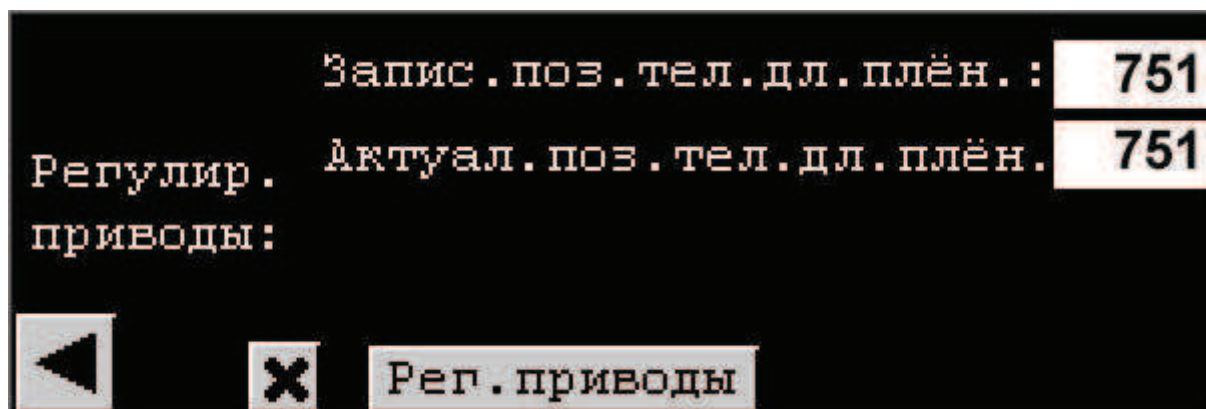 Запис.поз.тел.дл.плён.: 751
Актуал.поз.тел.дл.плён. 751
Регулир.
приводы:
Рег.приводы